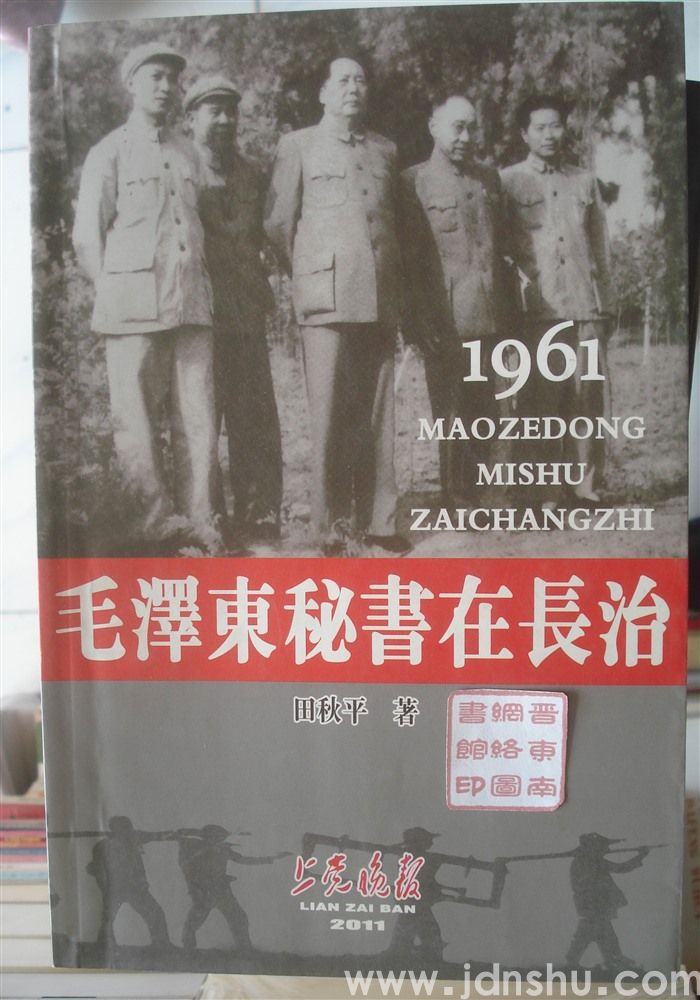 1961
MAOZEDONG
MISHU
ZAICHANGZHI
毛澤東秘書在長治
田秋平 著
晋東南
網絡圖
書館印
上党晚报
LIAN ZAI BAN
2011
www.jdnshu.com